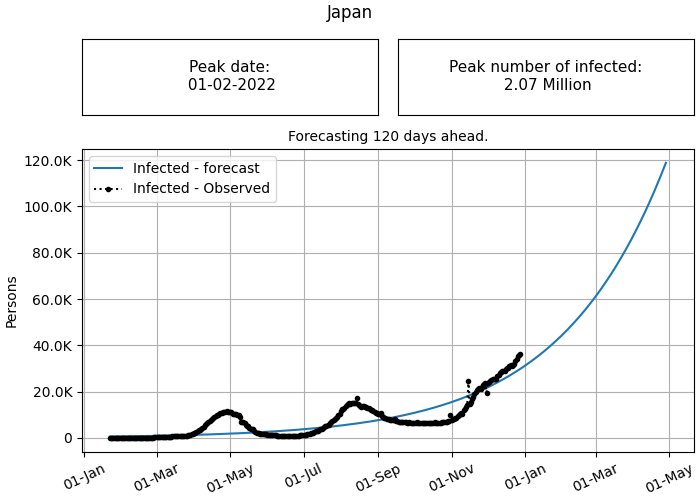 Japan
Peak date:
01-02-2022
Peak number of infected:
2.07 Million
Forecasting 120 days ahead.
Infected - forecast
Infected - Observed
120.0K
100.0K
80.0K
60.0K
40.0K
20.0K
0
Persons
01-Jan
01-Mar
01-May
01-Jul
01-Sep
01-Nov
01-Jan
01-Mar
01-May